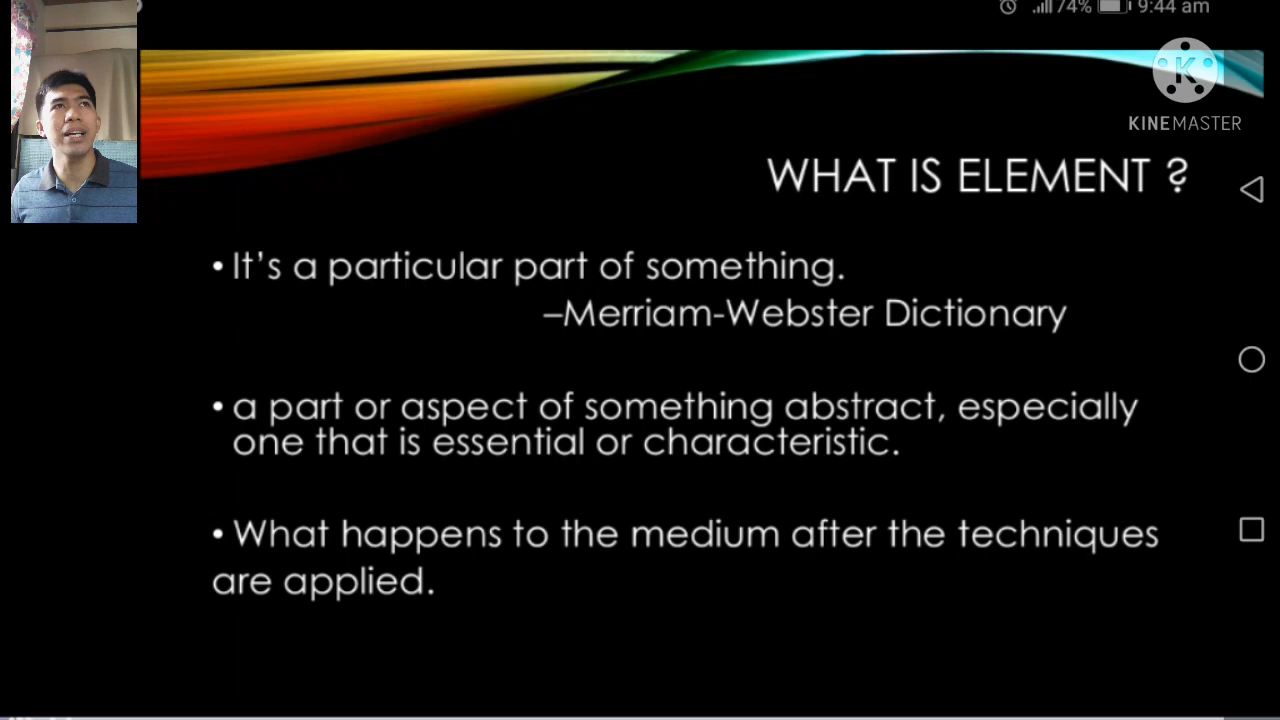 74% 9:44 am
K
KINEMASTER
WHAT IS ELEMENT ?
• It's a particular part of something.
–Merriam-Webster Dictionary
• a part or aspect of something abstract, especially
one that is essential or characteristic.
• What happens to the medium after the techniques
are applied.